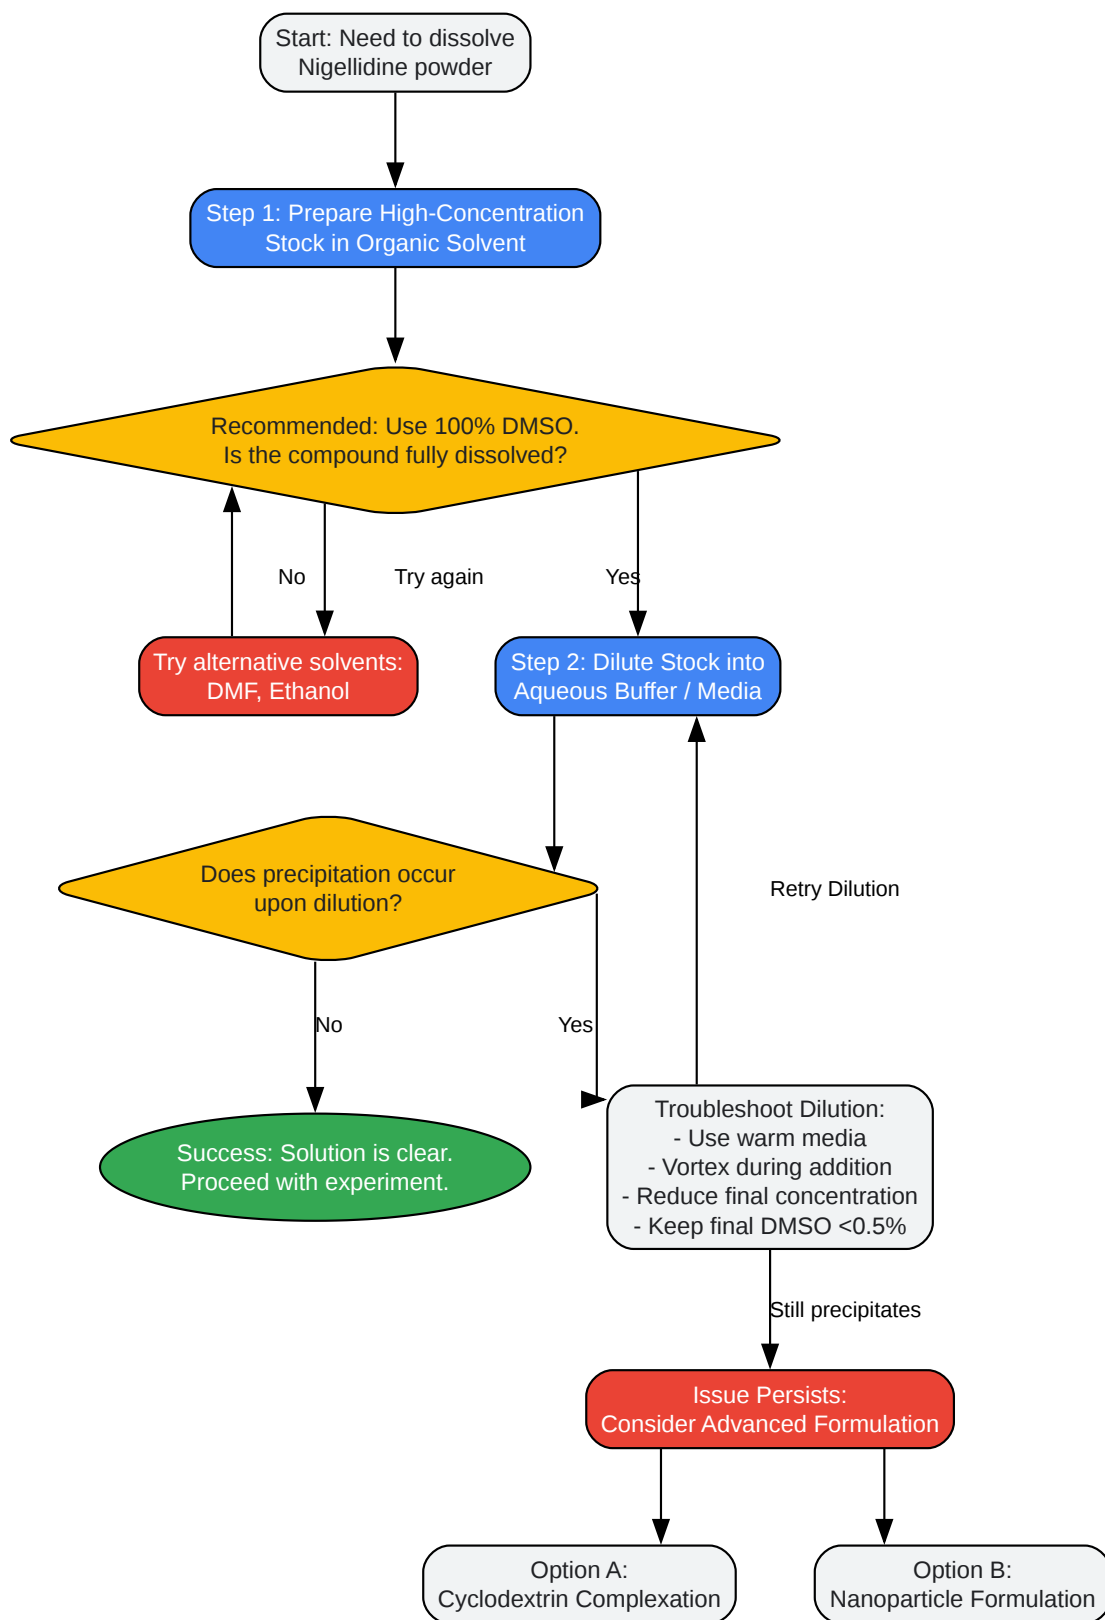 Start: Need to dissolve
Nigellidine powder
Step 1: Prepare High-Concentration
Stock in Organic Solvent
Recommended: Use 100% DMSO.
Is the compound fully dissolved?
No
Try again
Yes
Try alternative solvents:
DMF, Ethanol
Step 2: Dilute Stock into
Aqueous Buffer / Media
Does precipitation occur
upon dilution?
Retry Dilution
No
Yes
Success: Solution is clear.
Proceed with experiment.
Troubleshoot Dilution:
- Use warm media
- Vortex during addition
- Reduce final concentration
- Keep final DMSO <0.5%
Still precipitates
Issue Persists:
Consider Advanced Formulation
Option A:
Cyclodextrin Complexation
Option B:
Nanoparticle Formulation